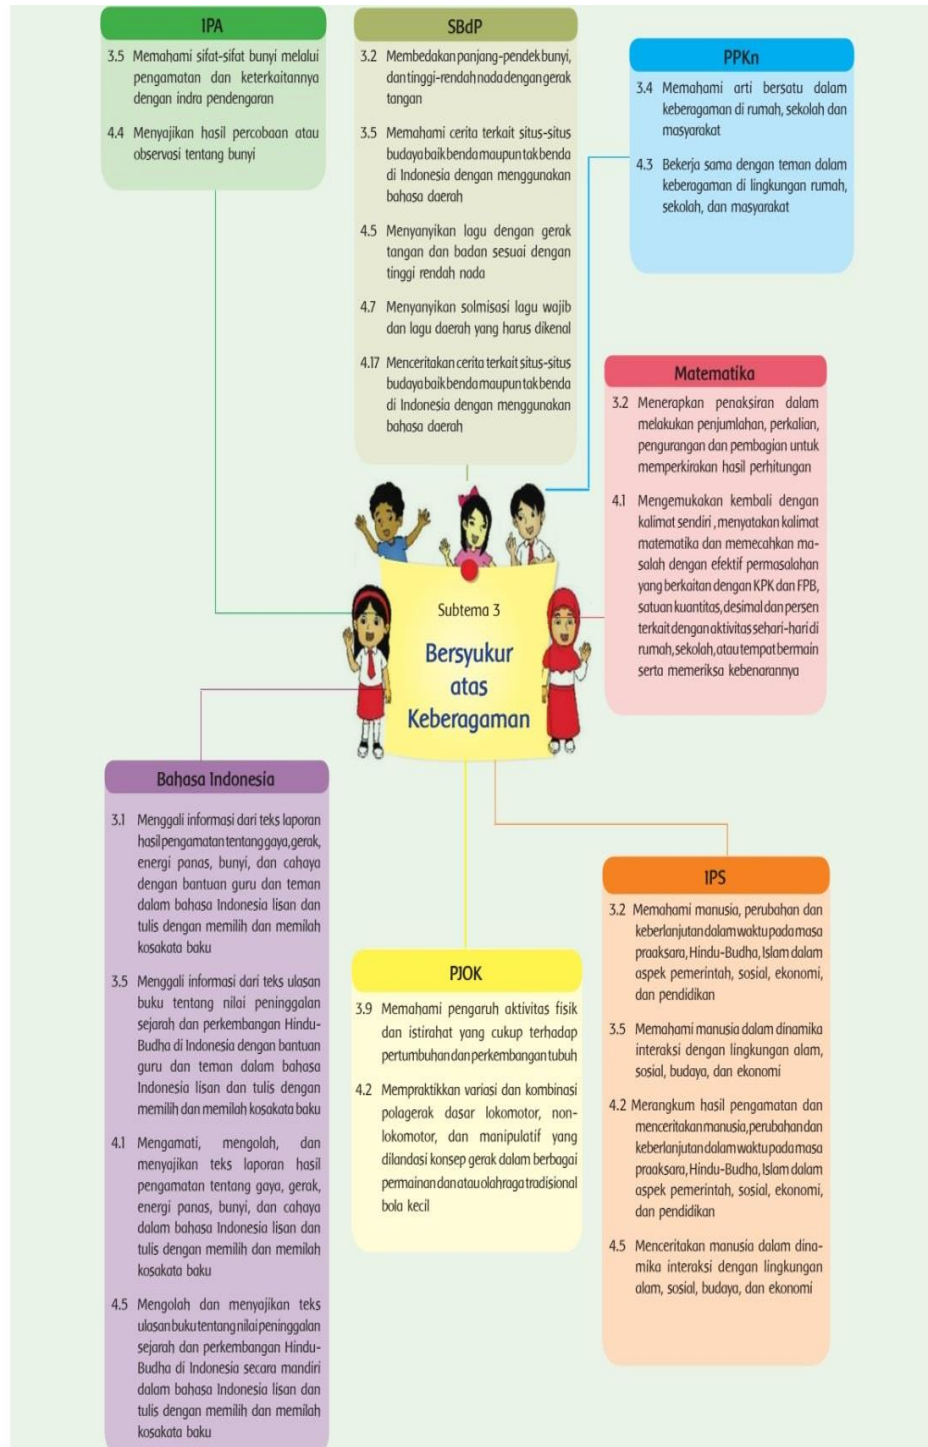 IPA
3.5 Memahami sifat-sifat bunyi melalui
pengamatan dan keterkaitannya
dengan indra pendengaran
4.4 Menyajikan hasil percobaan atau
observasi tentang bunyi
SBdP
3.2 Membedakan panjang-pendek bunyi,
dan tinggi-rendah nada dengan gerak
tangan
3.5 Memahami cerita terkait situs-situs
budaya baik benda maupun tak benda
di Indonesia dengan menggunakan
bahasa daerah
4.5 Menyanyikan lagu dengan gerak
tangan dan badan sesuai dengan
tinggi rendah nada
4.7 Menyanyikan solmisasi lagu wajib
dan lagu daerah yang harus dikenal
4.17 Menceritakan cerita terkait situs-situs
budaya baik benda maupun tak benda
di Indonesia dengan menggunakan
bahasa daerah
PPKn
3.4 Memahami arti bersatu dalam
keberagaman di rumah, sekolah dan
masyarakat
4.3 Bekerja sama dengan teman dalam
keberagaman di lingkungan rumah,
sekolah, dan masyarakat
Matematika
3.2 Menerapkan penaksiran dalam
melakukan penjumlahan, perkalian,
pengurangan dan pembagian untuk
memperkirakan hasil perhitungan
4.1 Mengemukakan kembali dengan
kalimat sendiri , menyatakan kalimat
matematika dan memecahkan ma-
salah dengan efektif permasalahan
yang berkaitan dengan KPK dan FPB,
satuan kuantitas, desimal dan persen
terkait dengan aktivitas sehari-hari di
rumah, sekolah, atau tempat bermain
serta memeriksa kebenarannya
Subtema 3
Bersyukur
atas
Keberagaman
Bahasa Indonesia
3.1 Menggali informasi dari teks laporan
hasil pengamatan tentang gaya, gerak,
energi panas, bunyi, dan cahaya
dengan bantuan guru dan teman
dalam bahasa Indonesia lisan dan
tulis dengan memilih dan memilah
kosakata baku
3.5 Menggali informasi dari teks ulasan
buku tentang nilai peninggalan
sejarah dan perkembangan Hindu-
Budha di Indonesia dengan bantuan
guru dan teman dalam bahasa
Indonesia lisan dan tulis dengan
memilih dan memilah kosakata baku
4.1 Mengamati, mengolah, dan
menyajikan teks laporan hasil
pengamatan tentang gaya, gerak,
energi panas, bunyi, dan cahaya
dalam bahasa Indonesia lisan dan
tulis dengan memilih dan memilah
kosakata baku
4.5 Mengolah dan menyajikan teks
ulasan buku tentang nilai peninggalan
sejarah dan perkembangan Hindu-
Budha di Indonesia secara mandiri
dalam bahasa Indonesia lisan dan
tulis dengan memilih dan memilah
kosakata baku
PJOK
3.9 Memahami pengaruh aktivitas fisik
dan istirahat yang cukup terhadap
pertumbuhan dan perkembangan tubuh
4.2 Mempraktikkan variasi dan kombinasi
polagerak dasar lokomotor, non-
lokomotor, dan manipulatif yang
dilandasi konsep gerak dalam berbagai
permainan dan atau olahraga tradisional
bola kecil
IPS
3.2 Memahami manusia, perubahan dan
keberlanjutan dalam waktu pada masa
praaksara, Hindu-Budha, Islam dalam
aspek pemerintah, sosial, ekonomi,
dan pendidikan
3.5 Memahami manusia dalam dinamika
interaksi dengan lingkungan alam,
sosial, budaya, dan ekonomi
4.2 Merangkum hasil pengamatan dan
menceritakan manusia, perubahan dan
keberlanjutan dalam waktu pada masa
praaksara, Hindu-Budha, Islam dalam
aspek pemerintah, sosial, ekonomi,
dan pendidikan
4.5 Menceritakan manusia dalam dina-
mika interaksi dengan lingkungan
alam, sosial, budaya, dan ekonomi